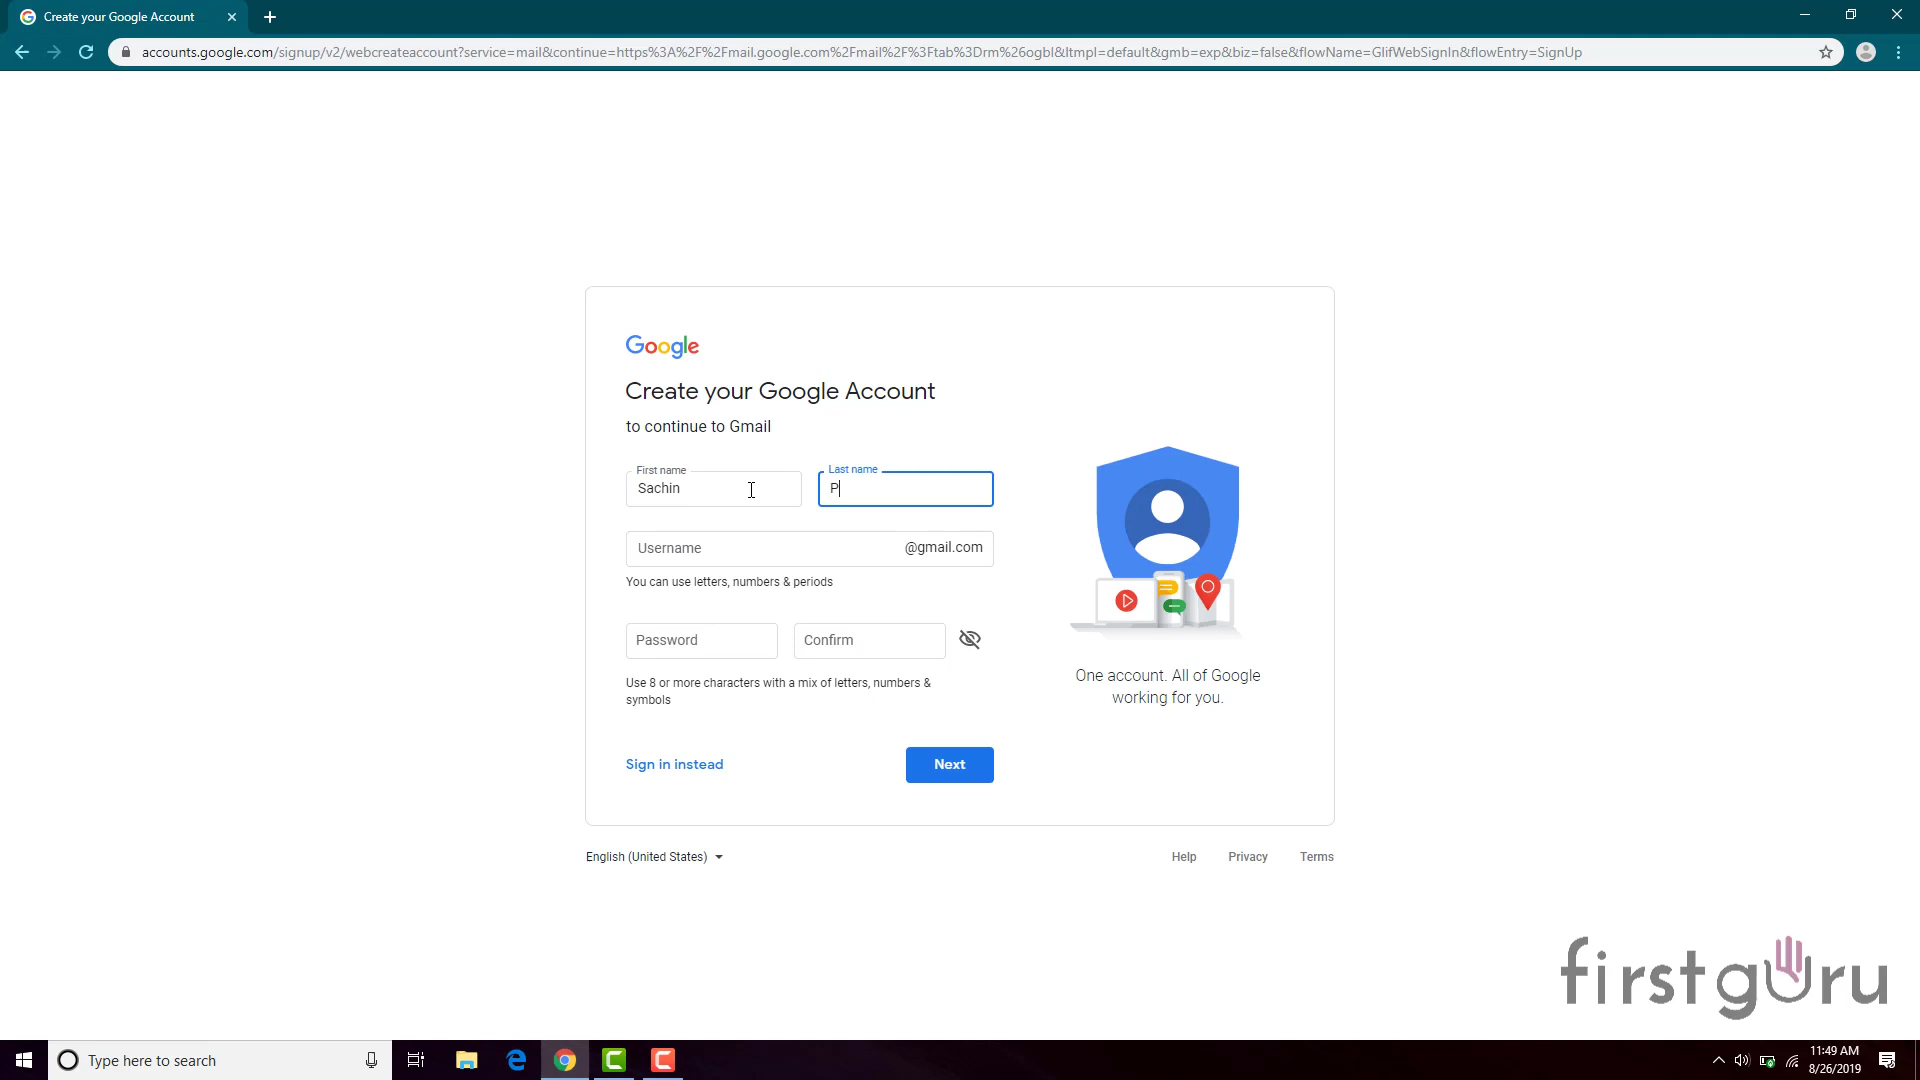 Create your Google Account
accounts.google.com/signup/v2/webcreateaccount?service=mail&continue=https%3A%2F%2Fmail.google.com%2Fmail%2F%3Ftab%3Drm%26ogbl&ltmpl=default&gmb=exp&biz=false&flowName=GlifWebSignIn&flowEntry=SignUp
Google
Create your Google Account
to continue to Gmail
First name
Last name
Sachin
P
Username
@gmail.com
You can use letters, numbers & periods
Password
Confirm
Use 8 or more characters with a mix of letters, numbers &
symbols
One account. All of Google
working for you.
Sign in instead
Next
English (United States)
Help
Privacy
Terms
firstguru
Type here to search
11:49 AM
8/26/2019